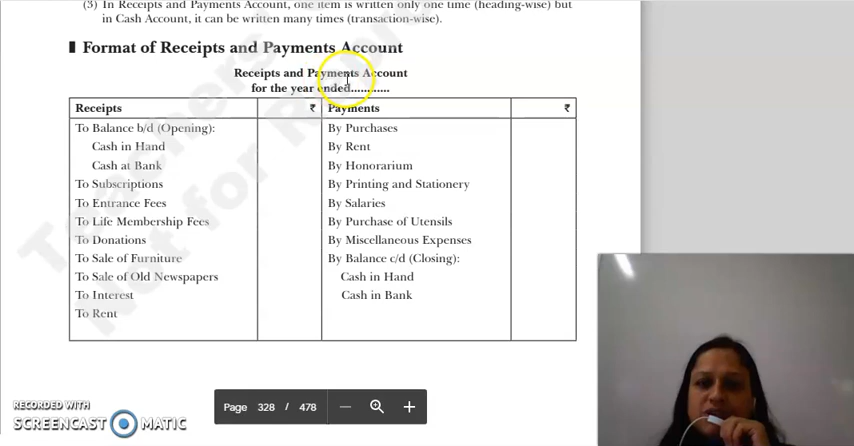 (3) In Receipts and Payments Account, one item is written only one time (heading-wise) but
in Cash Account, it can be written many times (transaction-wise).
Format of Receipts and Payments Account
Receipts and Payments Account
for the year ended............
Receipts ₹ Payments ₹
To Balance b/d (Opening): By Purchases
Cash in Hand By Rent
Cash at Bank By Honorarium
To Subscriptions By Printing and Stationery
To Entrance Fees By Salaries
To Life Membership Fees By Purchase of Utensils
To Donations By Miscellaneous Expenses
To Sale of Furniture By Balance c/d (Closing):
To Sale of Old Newspapers Cash in Hand
To Interest Cash in Bank
To Rent
Teachers
Not for
Page 328 / 478
RECORDED WITH
SCREENCAST MATIC